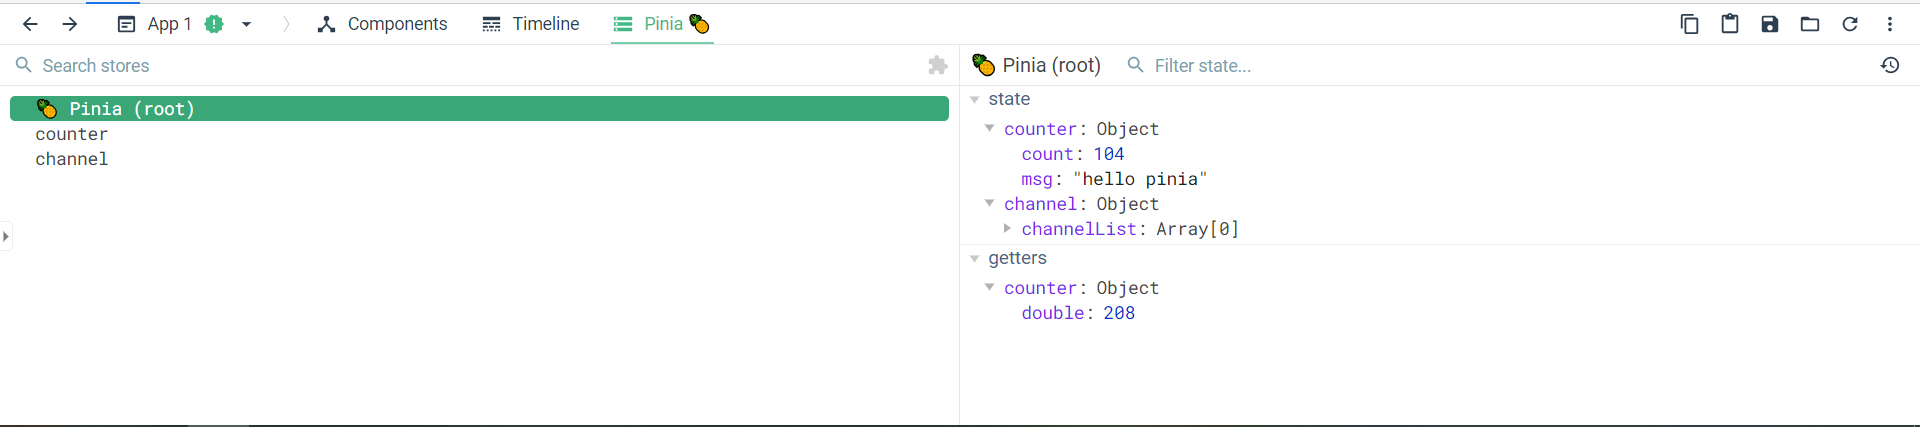 App 1 Components Timeline Pinia 🍍
Search stores
🍍 Pinia (root)
counter
channel
🍍 Pinia (root) Filter state...
state
counter: Object
count: 104
msg: "hello pinia"
channel: Object
channelList: Array[0]
getters
counter: Object
double: 208